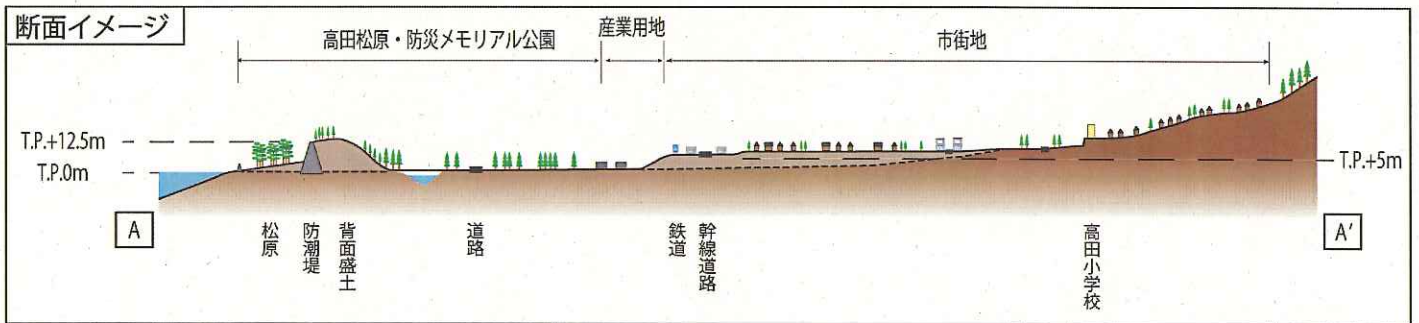 断面イメージ
高田松原・防災メモリアル公園
産業用地
市街地
T.P.+12.5m
T.P.0m
T.P.+5m
A
松原
防潮堤
背面盛土
道路
鉄道
幹線道路
高田小学校
A'